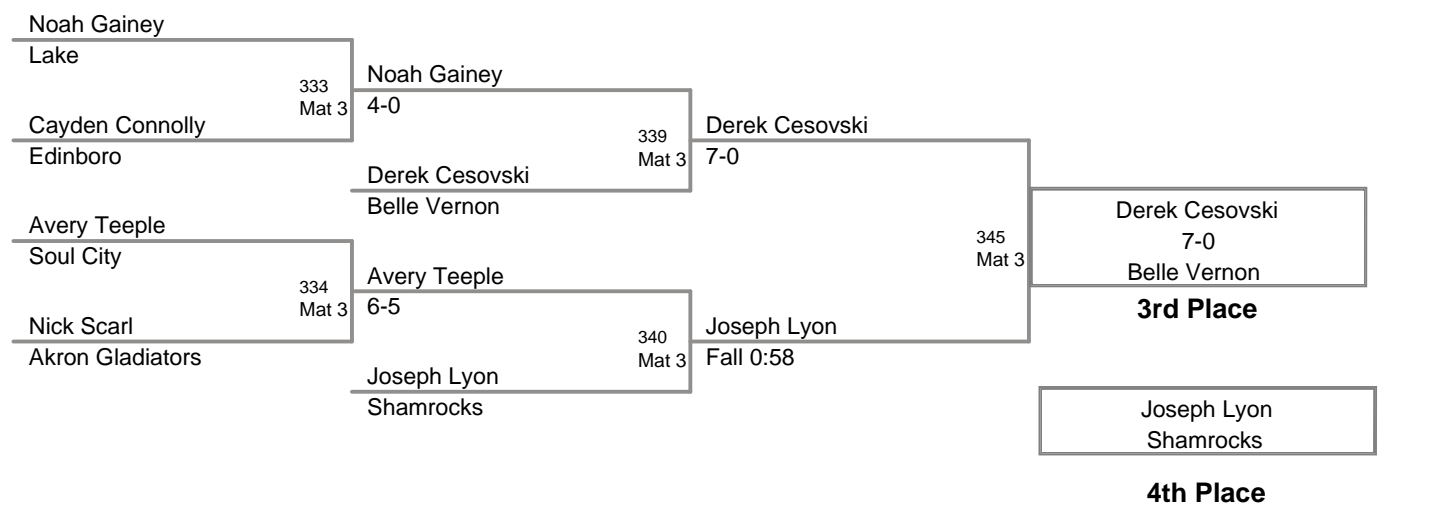 Noah Gainey
Lake
333
Mat 3
Noah Gainey
4-0
Cayden Connolly
Edinboro
339
Mat 3
Derek Cesovski
7-0
Derek Cesovski
Belle Vernon
Avery Teeple
Soul City
334
Mat 3
Avery Teeple
6-5
Nick Scarl
Akron Gladiators
340
Mat 3
Joseph Lyon
Fall 0:58
Joseph Lyon
Shamrocks
345
Mat 3
Derek Cesovski
7-0
Belle Vernon
3rd Place
Joseph Lyon
Shamrocks
4th Place